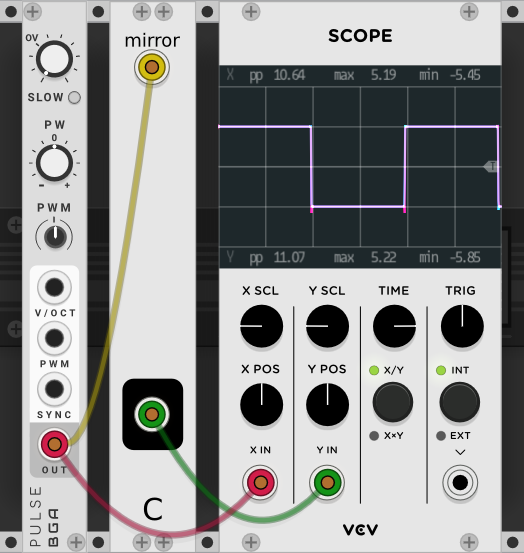 OV
SLOW
PW
0
- +
PWM
V/OCT
PWM
SYNC
OUT
PULSE
BGA
mirror
C
SCOPE
X pp 10.64 max 5.19 min -5.45
T
Y pp 11.07 max 5.22 min -5.85
X SCL Y SCL TIME TRIG
X POS Y POS X/Y INT
X×Y EXT
X IN Y IN
VCV